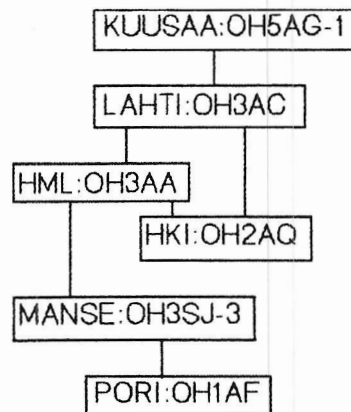 KUUSAA:OH5AG-1
LAHTI:OH3AC
HML:OH3AA
HKI:OH2AQ
MANSE:OH3SJ-3
PORI:OH1AF